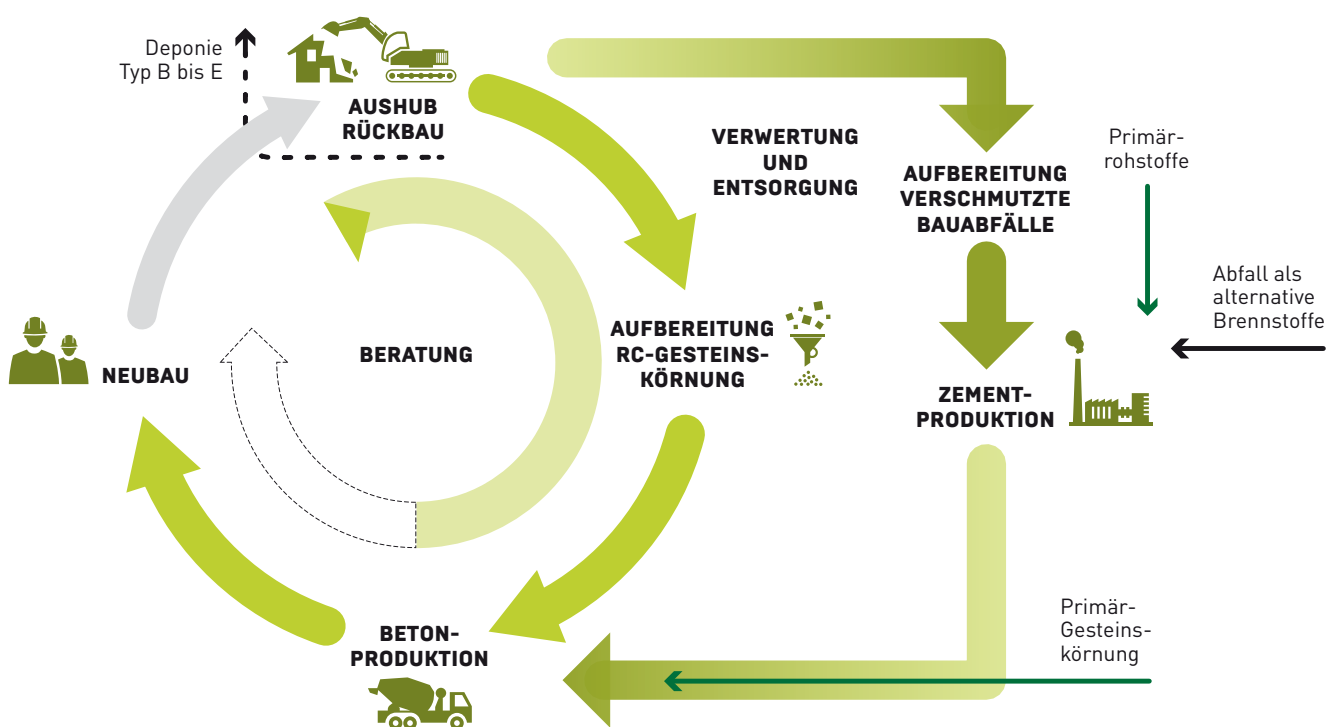 Deponie
Typ B bis E
AUSHUB
RÜCKBAU
VERWERTUNG
UND
ENTSORGUNG
AUFBEREITUNG
VERSCHMUTZTE
BAUABFÄLLE
Primär-
rohstoffe
Abfall als
alternative
Brennstoffe
NEUBAU
BERATUNG
AUFBEREITUNG
RC-GESTEINS-
KÖRNUNG
ZEMENT-
PRODUKTION
BETON-
PRODUKTION
Primär-
Gesteins-
körnung